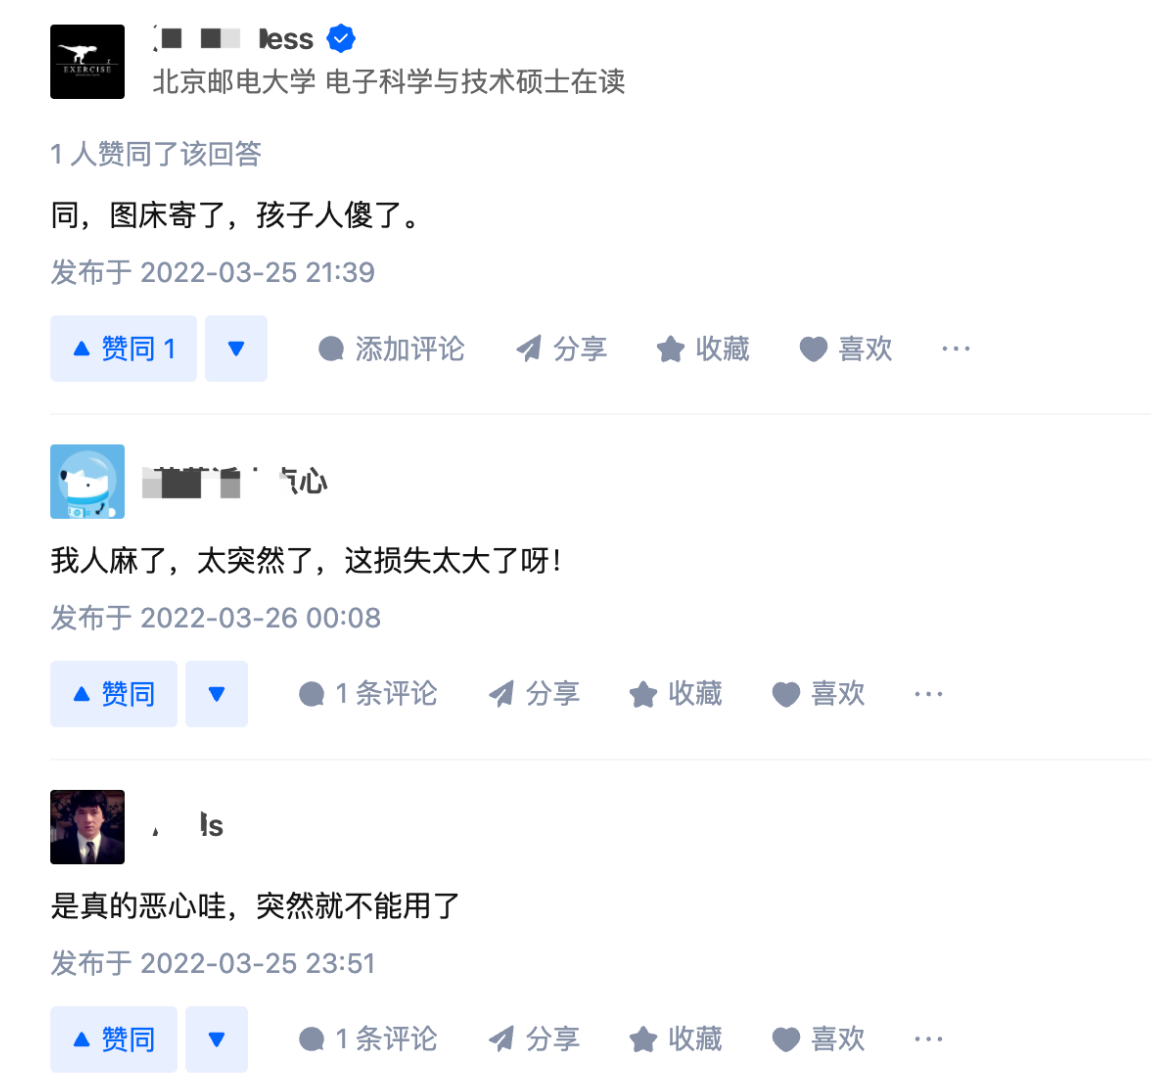 EXERCISE
ess
北京邮电大学 电子科学与技术硕士在读
1 人赞同了该回答
同，图床寄了，孩子人傻了。
发布于 2022-03-25 21:39
赞同 1 添加评论 分享 收藏 喜欢
点心
我人麻了，太突然了，这损失太大了呀！
发布于 2022-03-26 00:08
赞同 1 条评论 分享 收藏 喜欢
ls
是真的恶心哇，突然就不能用了
发布于 2022-03-25 23:51
赞同 1 条评论 分享 收藏 喜欢